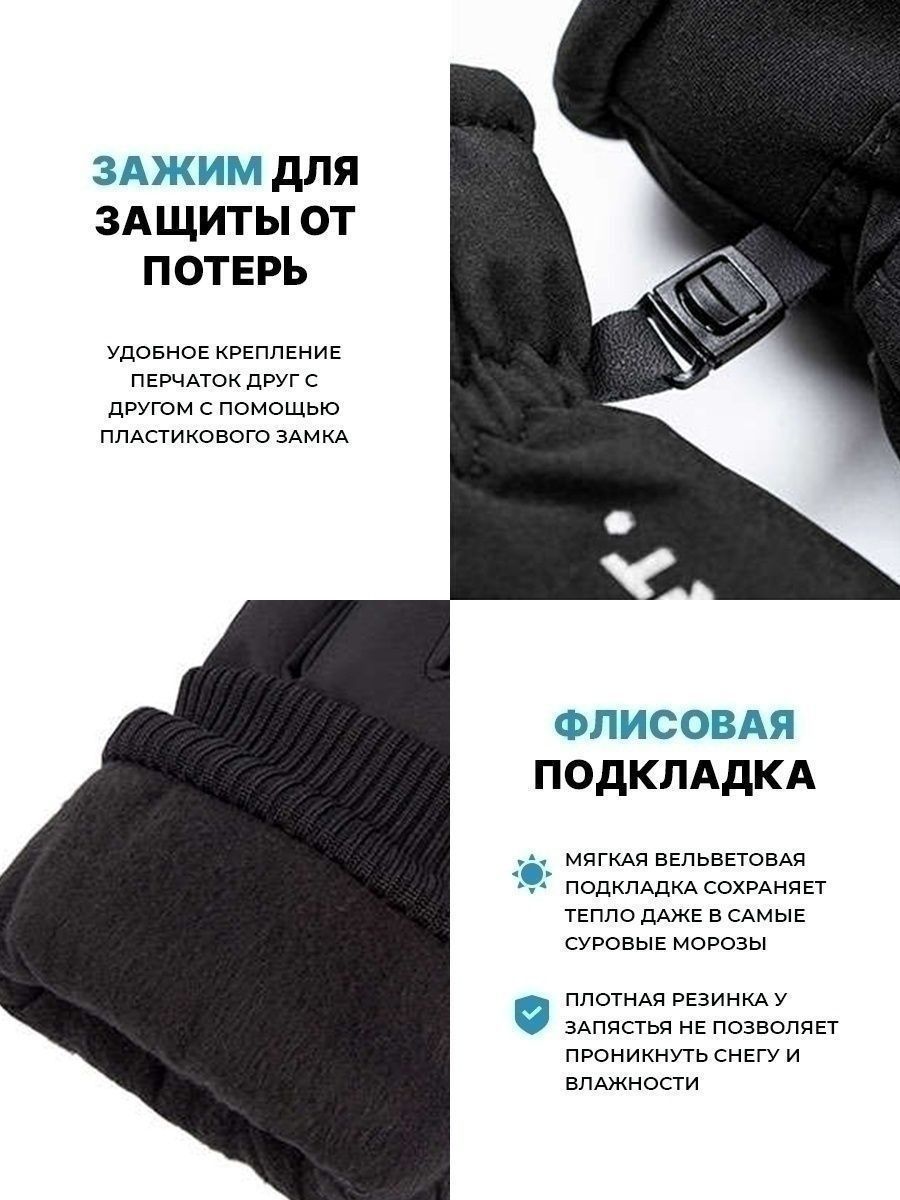 ЗАЖИМ ДЛЯ
ЗАЩИТЫ ОТ
ПОТЕРЬ
УДОБНОЕ КРЕПЛЕНИЕ
ПЕРЧАТОК ДРУГ С
ДРУГОМ С ПОМОЩЬЮ
ПЛАСТИКОВОГО ЗАМКА
ФЛИСОВАЯ
ПОДКЛАДКА
МЯГКАЯ ВЕЛЬВЕТОВАЯ
ПОДКЛАДКА СОХРАНЯЕТ
ТЕПЛО ДАЖЕ В САМЫЕ
СУРОВЫЕ МОРОЗЫ
ПЛОТНАЯ РЕЗИНКА У
ЗАПЯСТЬЯ НЕ ПОЗВОЛЯЕТ
ПРОНИКНУТЬ СНЕГУ И
ВЛАЖНОСТИ